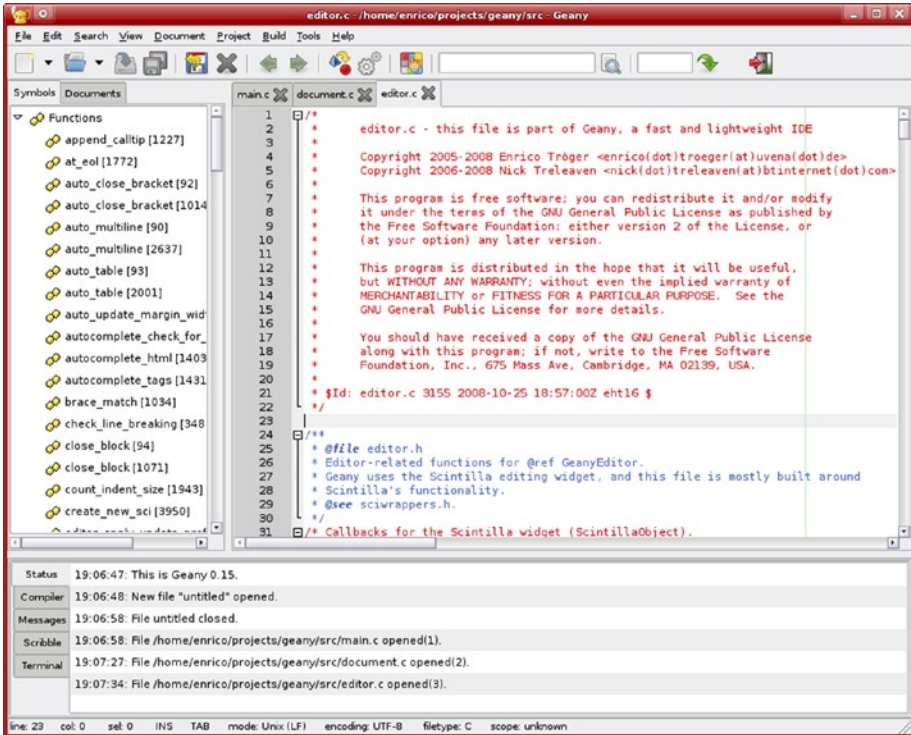 editor.c - /home/enrico/projects/geany/src - Geany
File Edit Search View Document Project Build Tools Help
Symbols Documents
main.c document.c editor.c
Functions
append_calltip [1227]
at_eol [1772]
auto_close_bracket [92]
auto_close_bracket [1014
auto_multiline [90]
auto_multiline [2637]
auto_table [93]
auto_table [2001]
auto_update_margin_wid
autocomplete_check_for_
autocomplete_html [1403
autocomplete_tags [1431
brace_match [1034]
check_line_breaking [348
close_block [94]
close_block [1071]
count_indent_size [1943]
create_new_sci [3950]
1 /*
2 * editor.c - this file is part of Geany, a fast and lightweight IDE
3 *
4 * Copyright 2005-2008 Enrico Tröger <enrico(dot)troeger(at)uvena(dot)de>
5 * Copyright 2006-2008 Nick Treleaven <nick(dot)treleaven(at)btinternet(dot)com>
6 *
7 * This program is free software; you can redistribute it and/or modify
8 * it under the terms of the GNU General Public License as published by
9 * the Free Software Foundation; either version 2 of the License, or
10 * (at your option) any later version.
11 *
12 * This program is distributed in the hope that it will be useful,
13 * but WITHOUT ANY WARRANTY; without even the implied warranty of
14 * MERCHANTABILITY or FITNESS FOR A PARTICULAR PURPOSE. See the
15 * GNU General Public License for more details.
16 *
17 * You should have received a copy of the GNU General Public License
18 * along with this program; if not, write to the Free Software
19 * Foundation, Inc., 675 Mass Ave, Cambridge, MA 02139, USA.
20 *
21 * $Id: editor.c 3155 2008-10-25 18:57:00Z eht16 $
22 */
23
24 /**
25 * @file editor.h
26 * Editor-related functions for @ref GeanyEditor.
27 * Geany uses the Scintilla editing widget, and this file is mostly built around
28 * Scintilla's functionality.
29 * @see sciwrappers.h.
30 */
31 /* Callbacks for the Scintilla widget (ScintillaObject).
Status
Compiler
Messages
Scribble
Terminal
19:06:47: This is Geany 0.15.
19:06:48: New file "untitled" opened.
19:06:58: File untitled closed.
19:06:58: File /home/enrico/projects/geany/src/main.c opened(1).
19:07:27: File /home/enrico/projects/geany/src/document.c opened(2).
19:07:34: File /home/enrico/projects/geany/src/editor.c opened(3).
line: 23 col: 0 sel: 0 INS TAB mode: Unix (LF) encoding: UTF-8 filetype: C scope: unknown